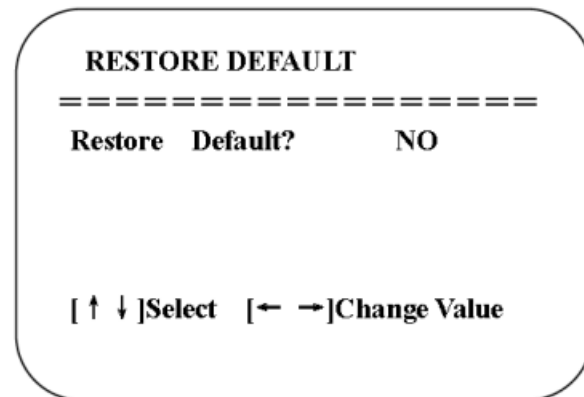 RESTORE DEFAULT
==================
Restore Default? NO
[ ↑ ↓ ]Select [← →]Change Value